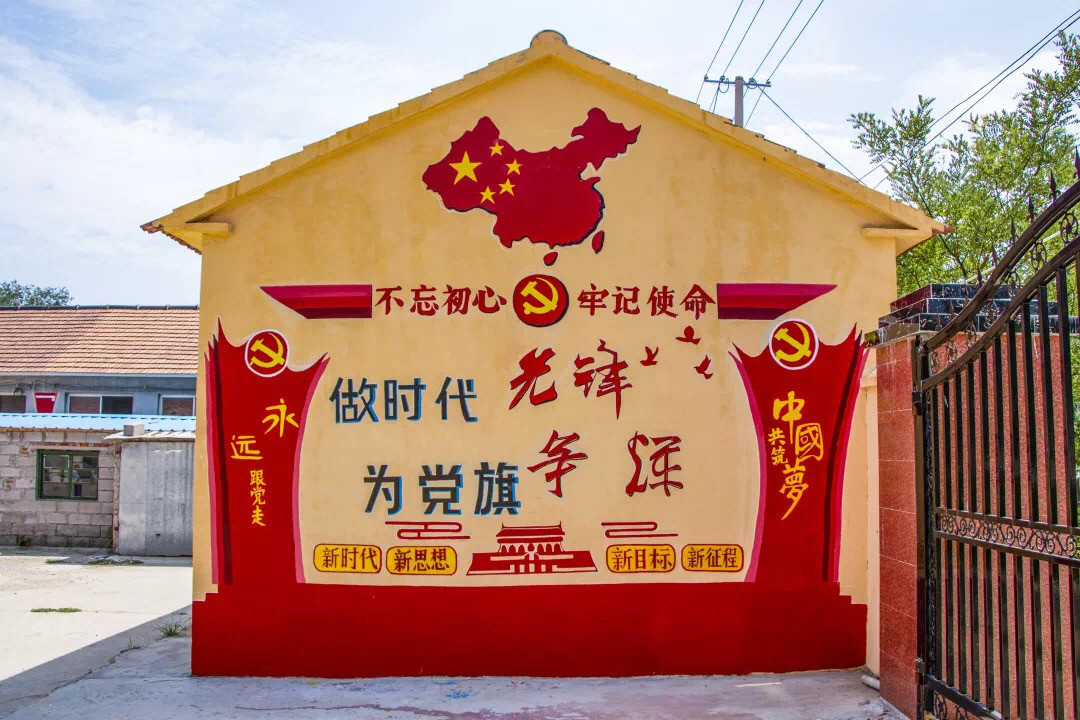 不忘初心 牢记使命
做时代先锋
为党旗争辉
永远
跟党走
共筑
中國夢
新时代 新思想 新目标 新征程